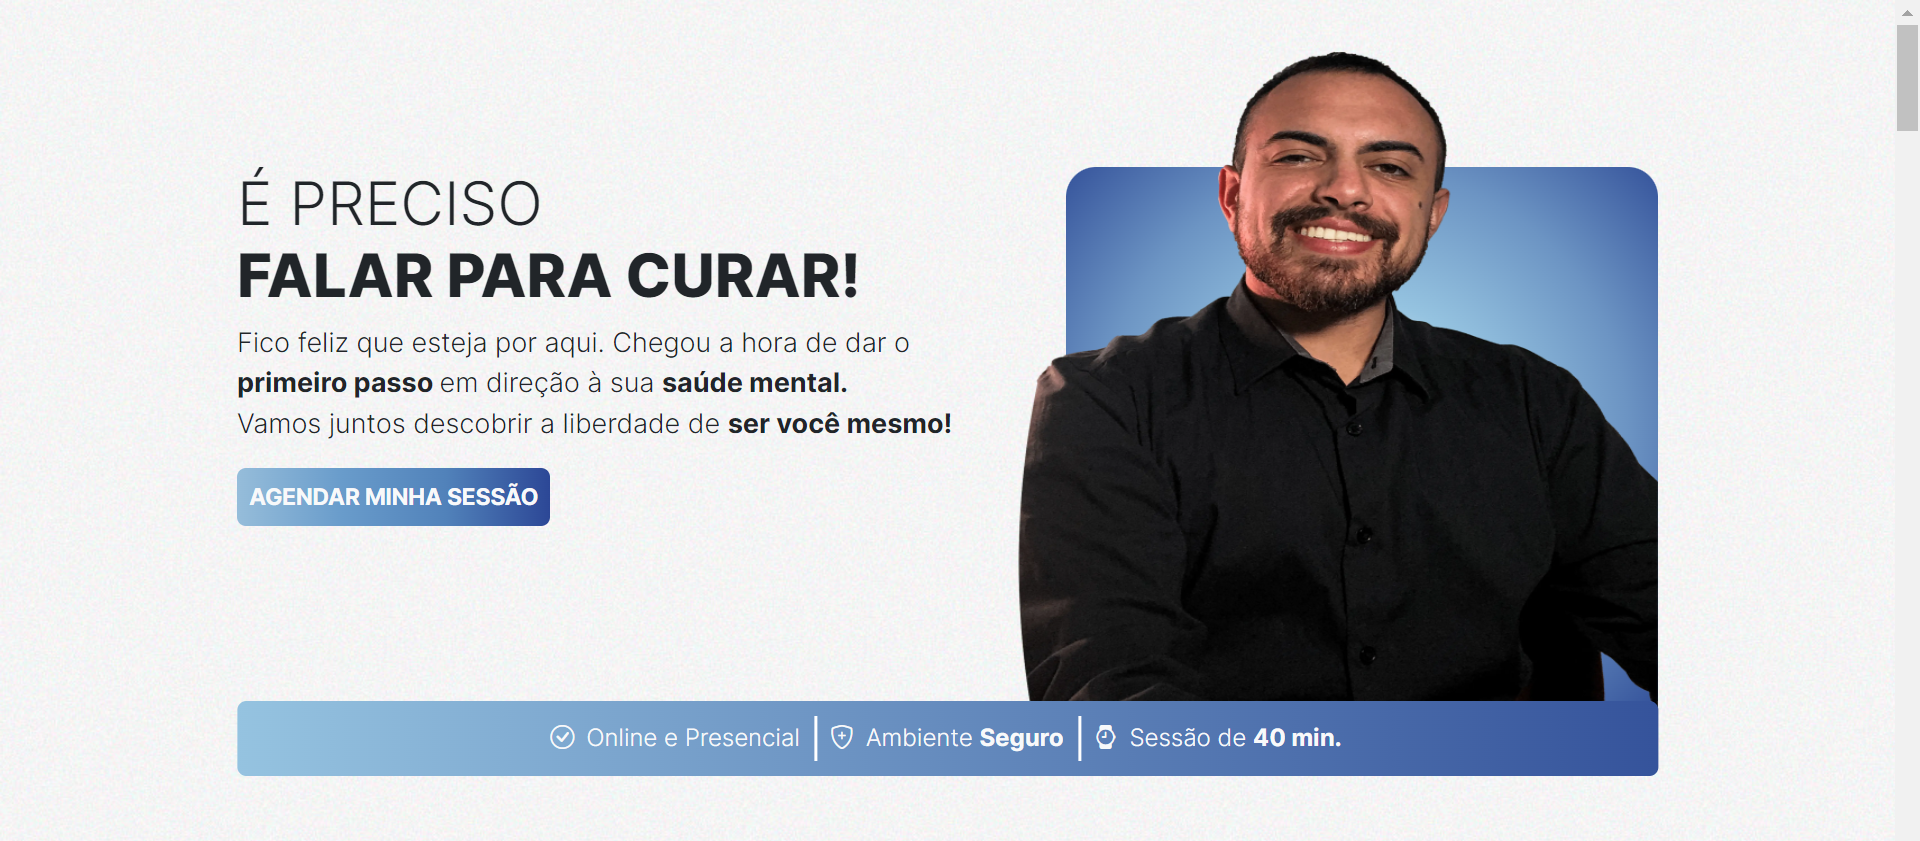 É PRECISO
FALAR PARA CURAR!
Fico feliz que esteja por aqui. Chegou a hora de dar o
primeiro passo em direção à sua saúde mental.
Vamos juntos descobrir a liberdade de ser você mesmo!
AGENDAR MINHA SESSÃO
Online e Presencial
Ambiente Seguro
Sessão de 40 min.